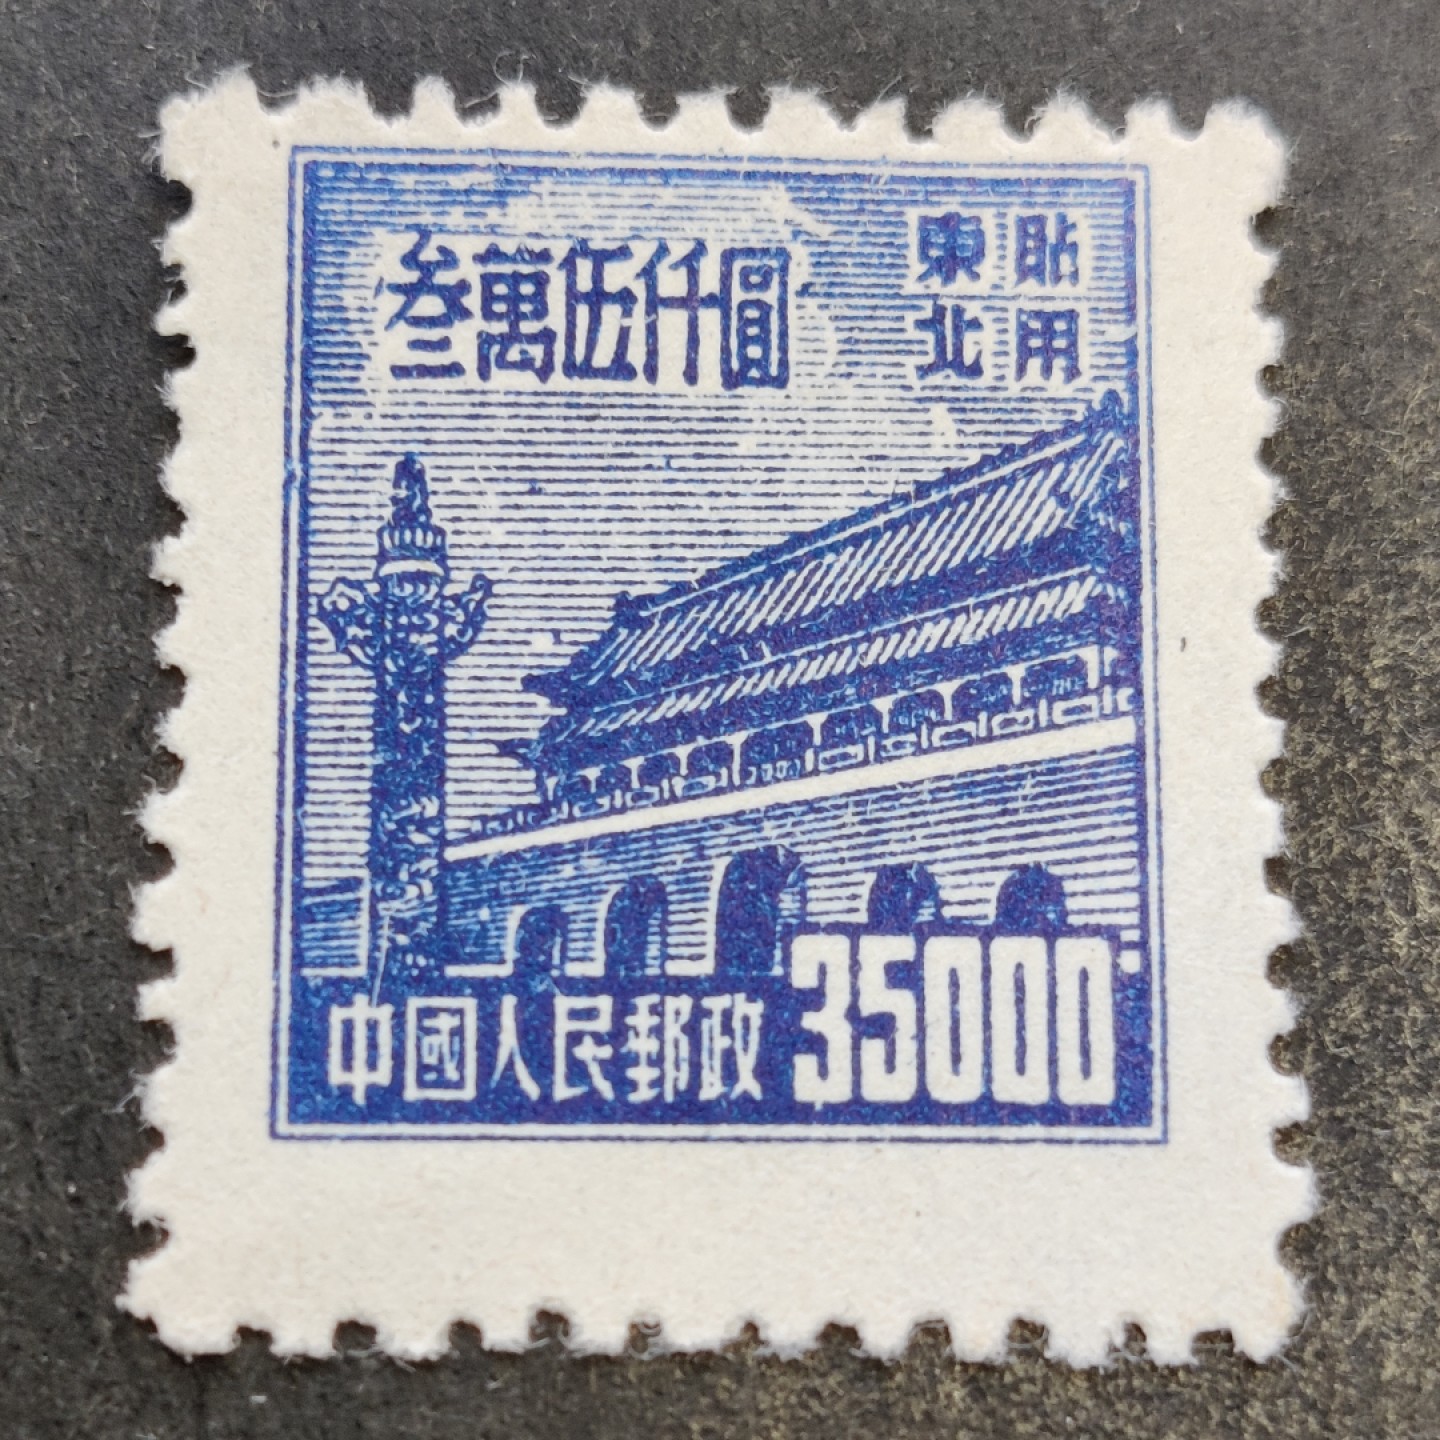 叁萬伍仟圓
東北
貼用
中國人民郵政 35000